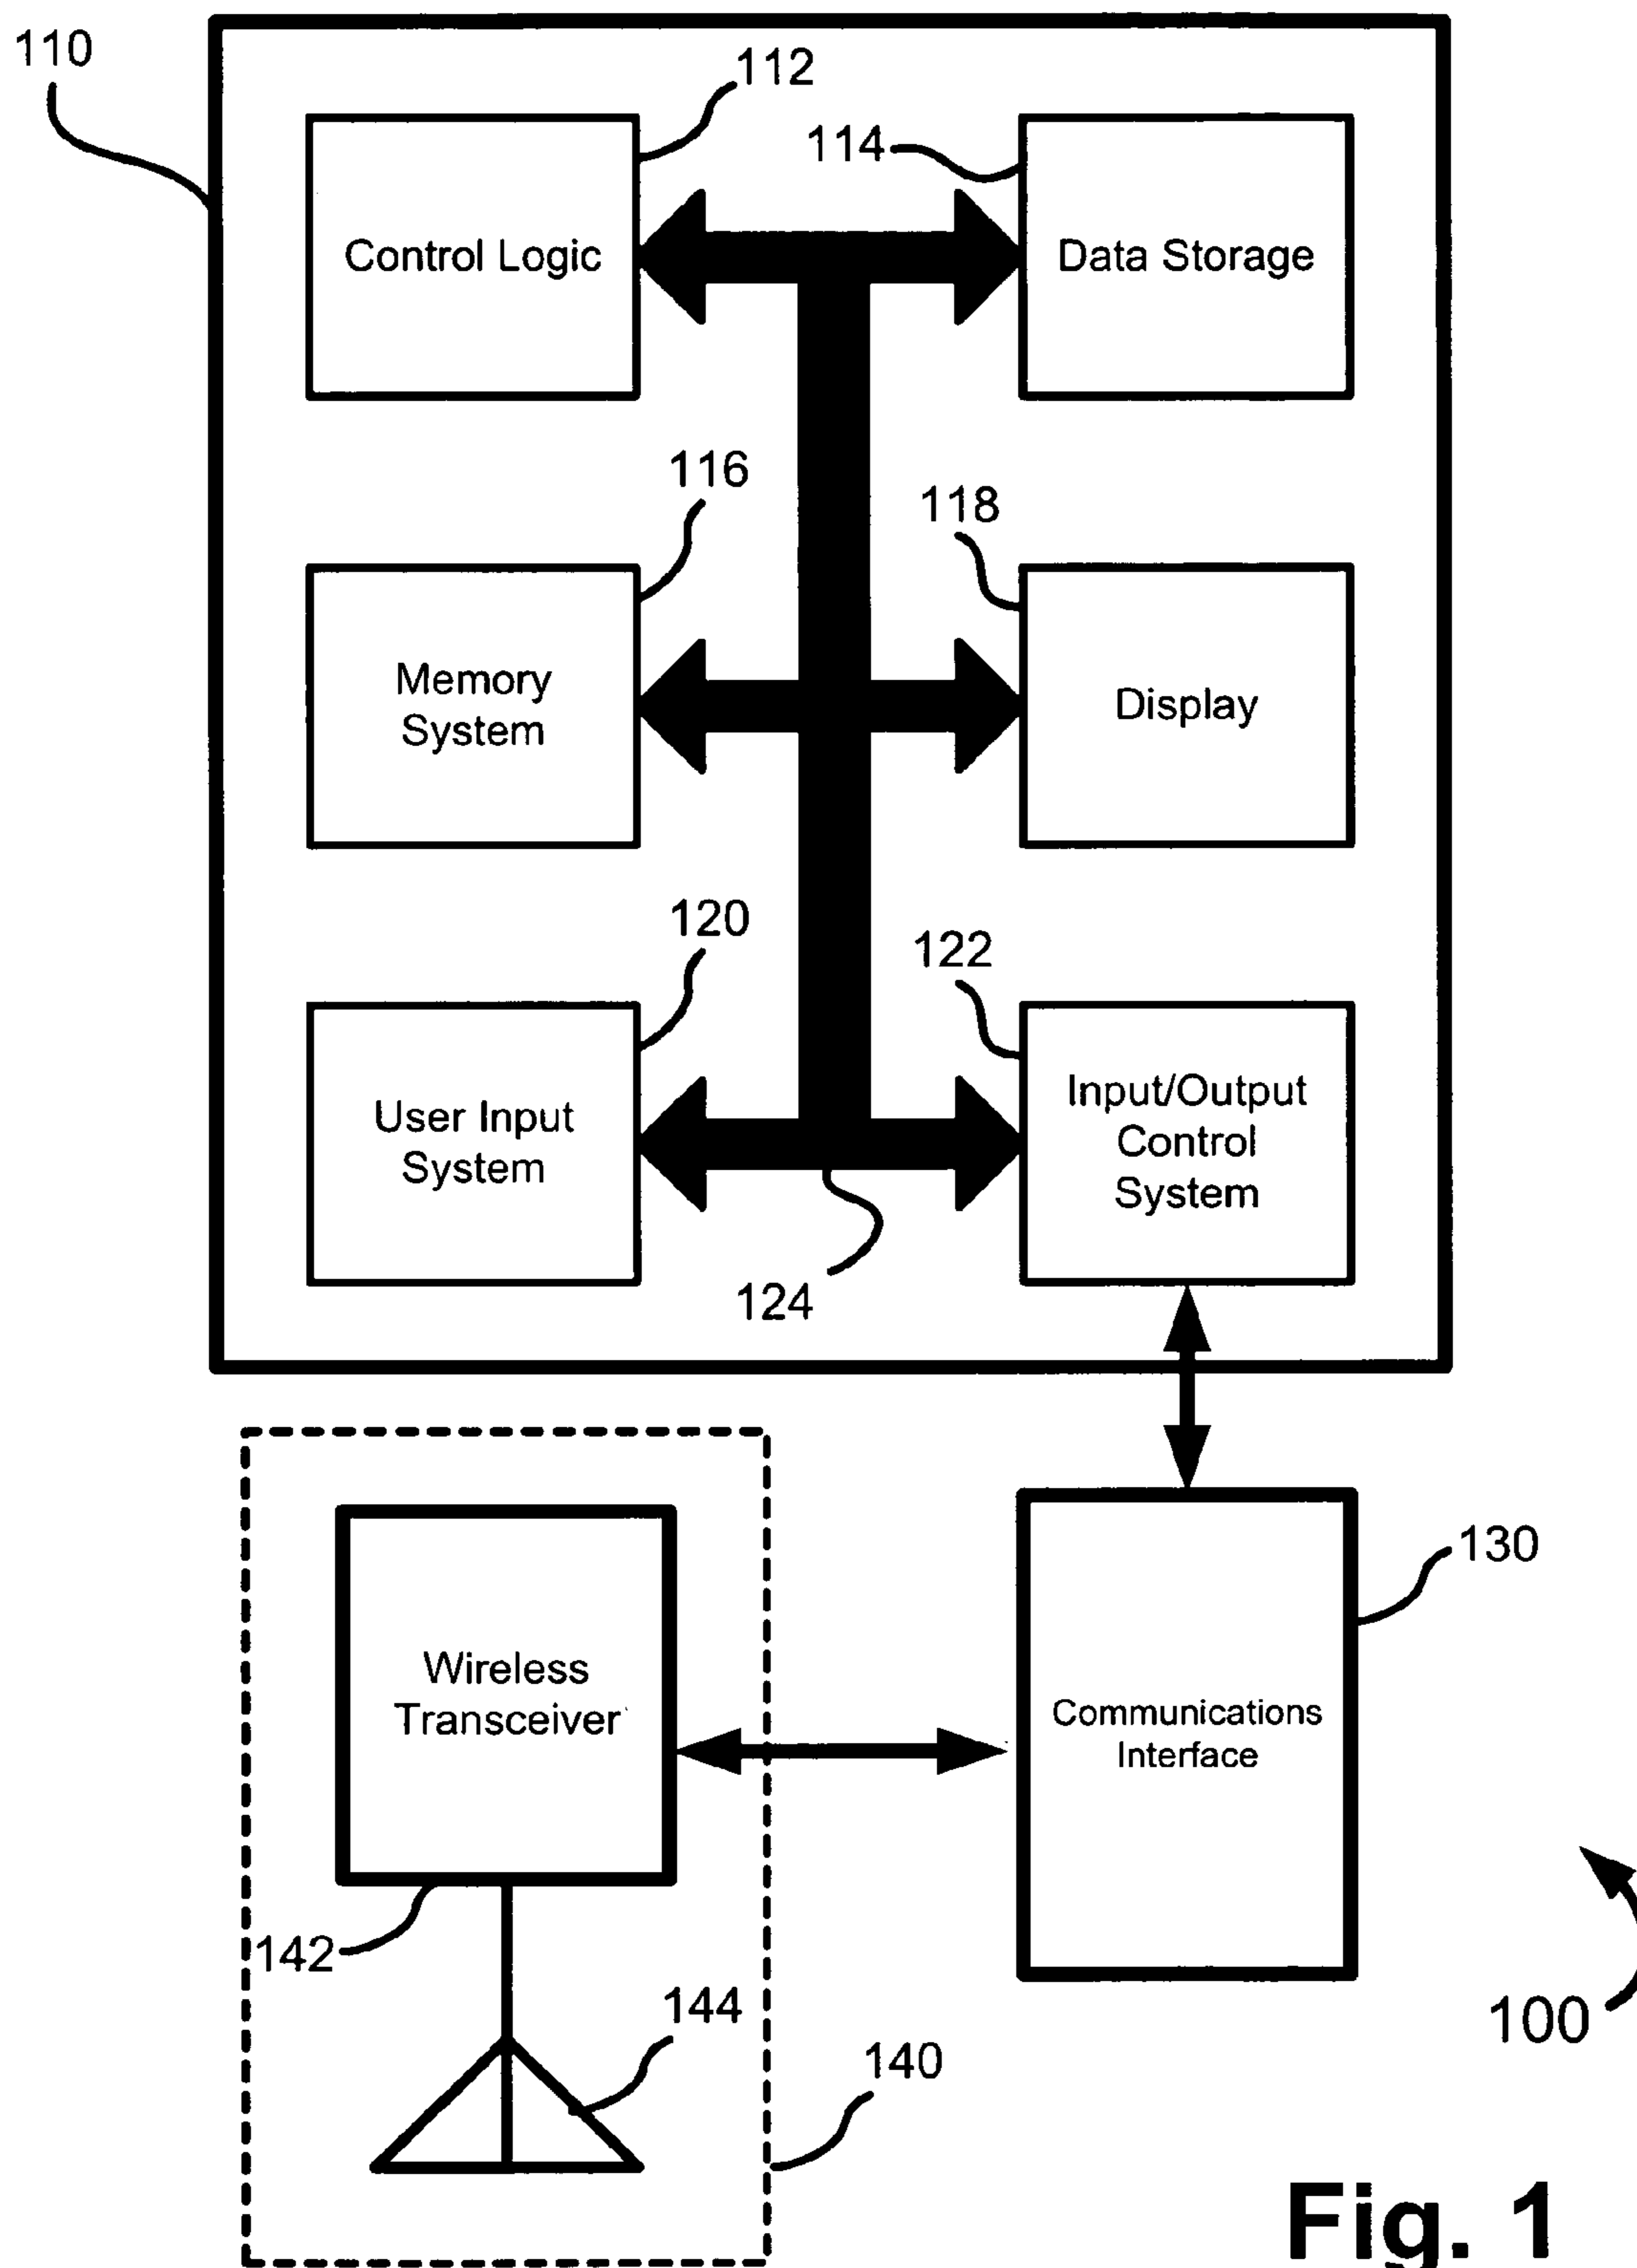 110
112
114
Control Logic
Data Storage
116
118
Memory
System
Display
120
122
User Input
System
Input/Output
Control
System
124
130
Wireless
Transceiver
Communications
Interface
142
144
140
100
Fig. 1